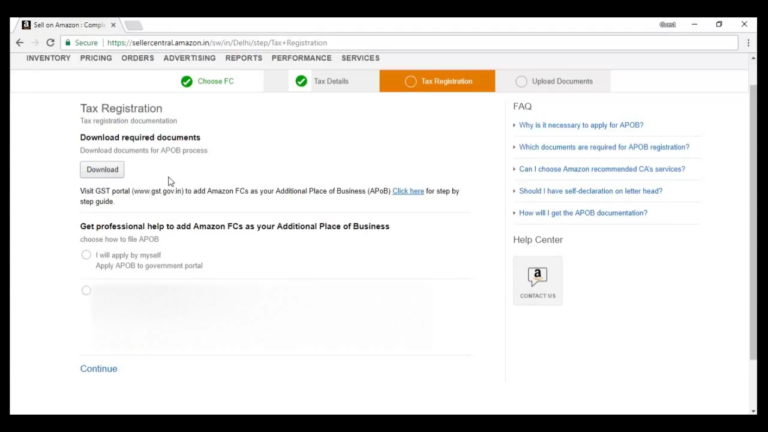 Sell on Amazon : Comple
Guest
Secure
https://sellercentral.amazon.in/sw/in/Delhi/step/Tax+Registration
INVENTORY PRICING ORDERS ADVERTISING REPORTS PERFORMANCE SERVICES
Choose FC
Tax Details
Tax Registration
Upload Documents
Tax Registration
Tax registration documentation
Download required documents
Download documents for APOB process
Download
Visit GST portal (www.gst.gov.in) to add Amazon FCs as your Additional Place of Business (APoB) Click here for step by
step guide.
Get professional help to add Amazon FCs as your Additional Place of Business
choose how to file APOB
I will apply by myself
Apply APOB to government portal
Continue
FAQ
Why is it necessary to apply for APOB?
Which documents are required for APOB registration?
Can I choose Amazon recommended CA's services?
Should I have self-declaration on letter head?
How will I get the APOB documentation?
Help Center
a
CONTACT US